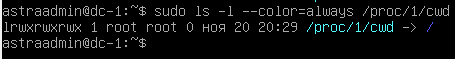 astraadmin@dc-1:~$ sudo ls -l --color=always /proc/1/cwd
lrwxrwxrwx 1 root root 0 ноя 20 20:29 /proc/1/cwd -> /
astraadmin@dc-1:~$